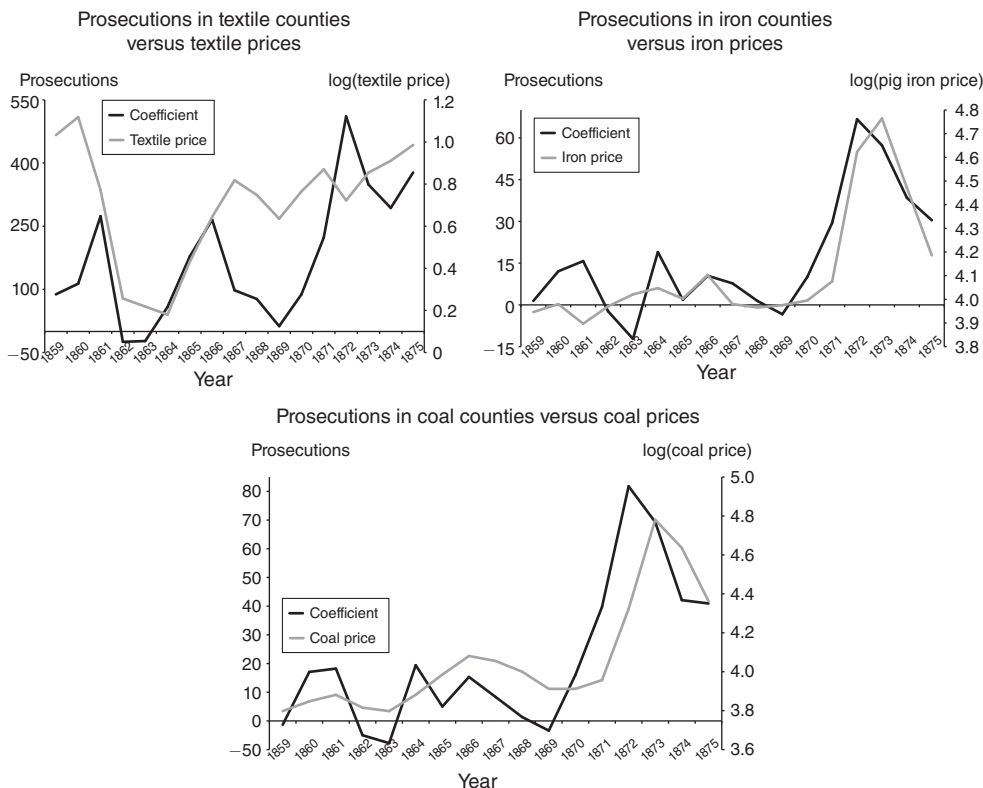 Prosecutions in textile counties
versus textile prices
Prosecutions
log(textile price)
550
400
250
100
−50
1.2
1.0
0.8
0.6
0.4
0.2
0
Coefficient
Textile price
1859 1860 1861 1862 1863 1864 1865 1866 1867 1868 1869 1870 1871 1872 1873 1874 1875
Year
Prosecutions in iron counties
versus iron prices
Prosecutions
log(pig iron price)
60
45
30
15
0
−15
4.8
4.7
4.6
4.5
4.4
4.3
4.2
4.1
4.0
3.9
3.8
Coefficient
Iron price
1859 1860 1861 1862 1863 1864 1865 1866 1867 1868 1869 1870 1871 1872 1873 1874 1875
Year
Prosecutions in coal counties versus coal prices
Prosecutions
log(coal price)
80
70
60
50
40
30
20
10
0
−50
5.0
4.8
4.6
4.4
4.2
4.0
3.8
3.6
Coefficient
Coal price
1859 1860 1861 1862 1863 1864 1865 1866 1867 1868 1869 1870 1871 1872 1873 1874 1875
Year